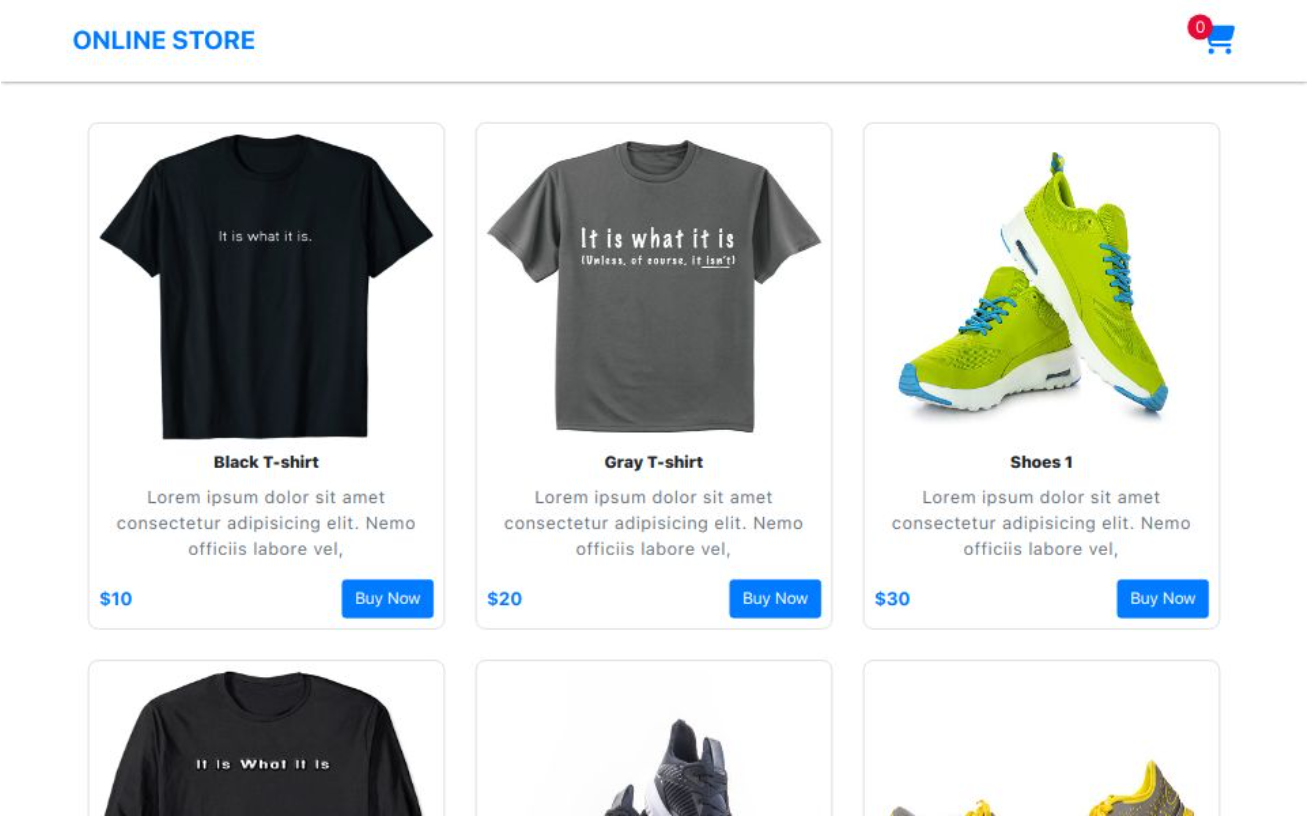 ONLINE STORE
0
It is what it is.
It is what it is
(Unless, of course, it isn't)
Black T-shirt
Lorem ipsum dolor sit amet
consectetur adipisicing elit. Nemo
officiis labore vel,
$10
Buy Now
Gray T-shirt
Lorem ipsum dolor sit amet
consectetur adipisicing elit. Nemo
officiis labore vel,
$20
Buy Now
Shoes 1
Lorem ipsum dolor sit amet
consectetur adipisicing elit. Nemo
officiis labore vel,
$30
Buy Now
It Is What It Is